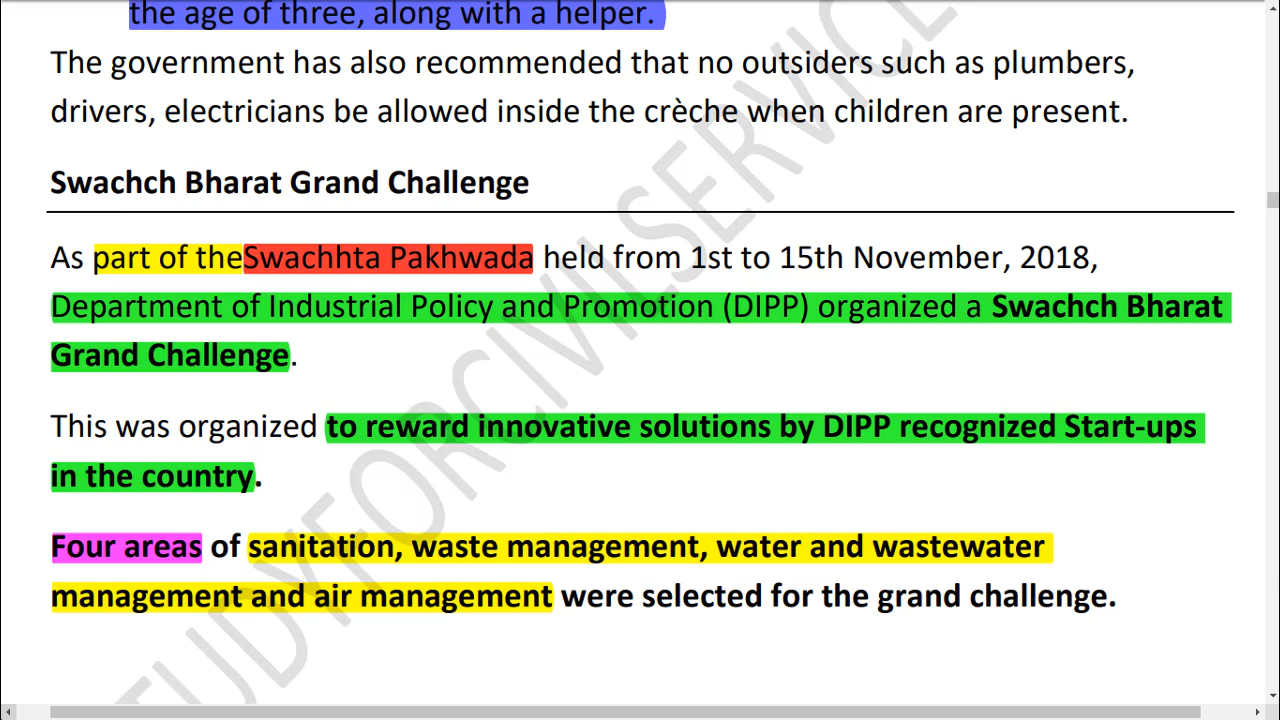 the age of three, along with a helper.
The government has also recommended that no outsiders such as plumbers,
drivers, electricians be allowed inside the crèche when children are present.
Swachch Bharat Grand Challenge
As part of theSwachhta Pakhwada held from 1st to 15th November, 2018,
Department of Industrial Policy and Promotion (DIPP) organized a Swachch Bharat
Grand Challenge.
This was organized to reward innovative solutions by DIPP recognized Start-ups
in the country.
Four areas of sanitation, waste management, water and wastewater
management and air management were selected for the grand challenge.
TUDYFORCIVILSERVIC